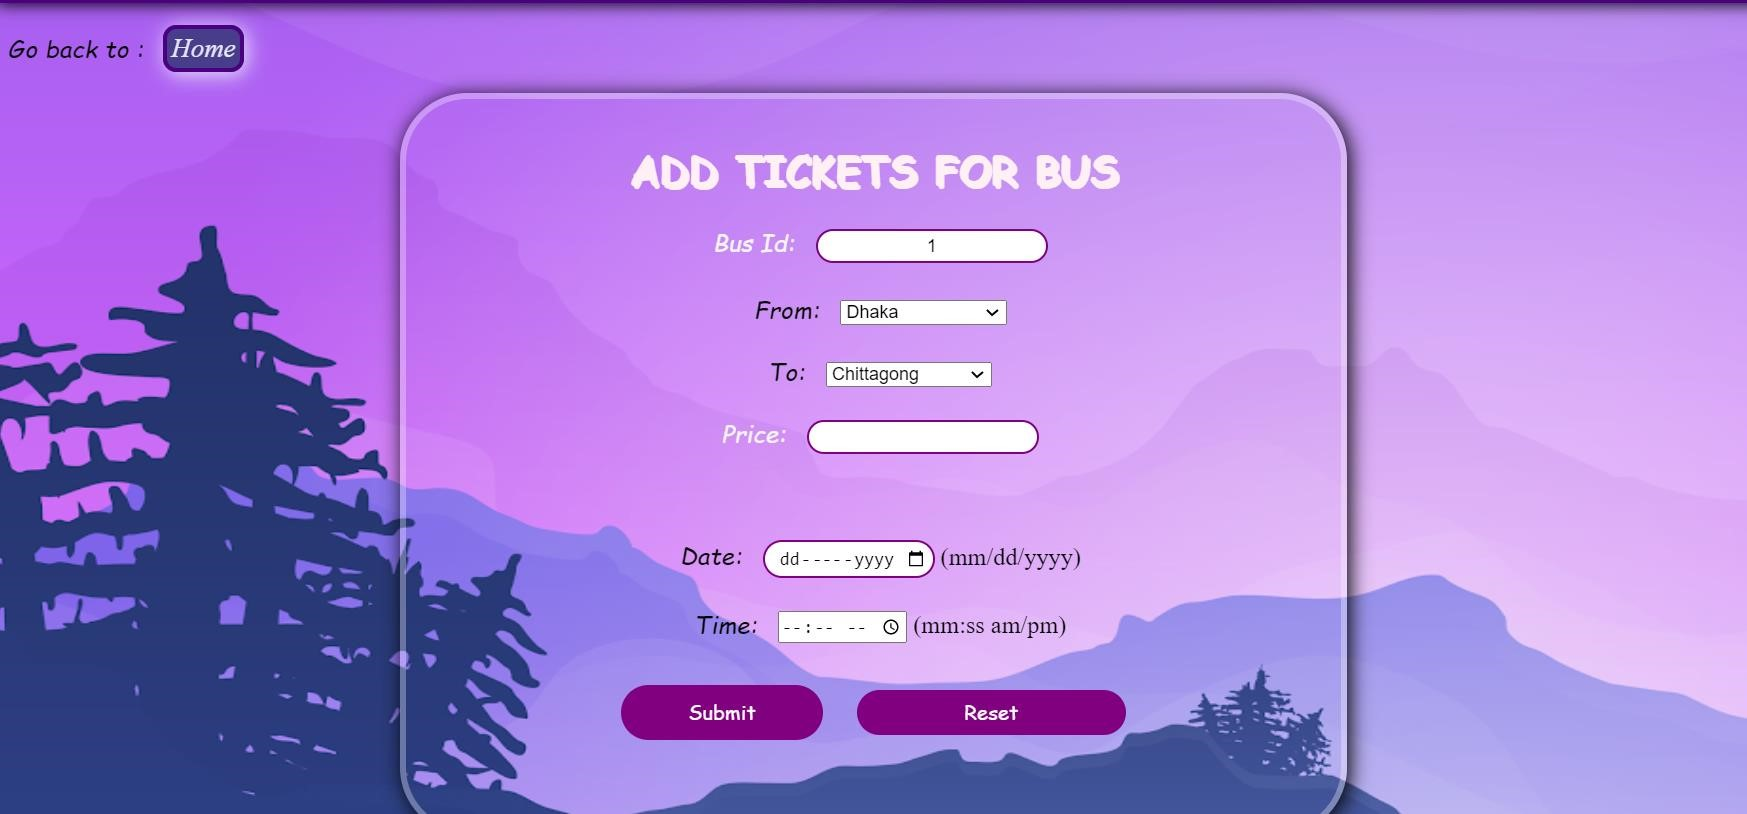 Go back to : Home
ADD TICKETS FOR BUS
Bus Id: 1
From: Dhaka
To: Chittagong
Price:
Date: dd-----yyyy (mm/dd/yyyy)
Time: --:-- -- (mm:ss am/pm)
Submit Reset